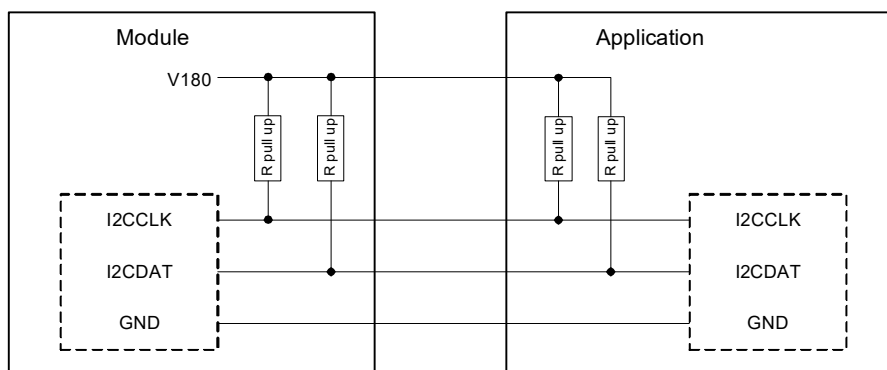 Module
Application
V180
R pull up
R pull up
R pull up
R pull up
I2CCLK
I2CCLK
I2CDAT
I2CDAT
GND
GND